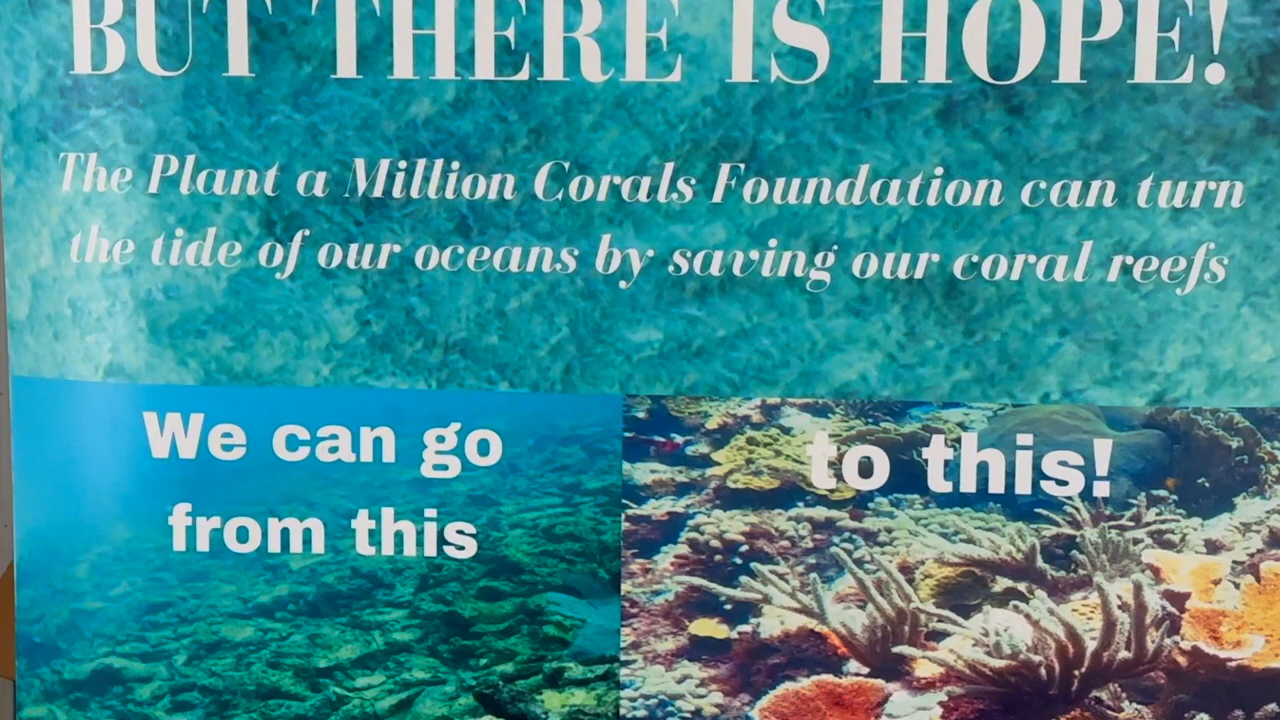 BUT THERE IS HOPE!
The Plant a Million Corals Foundation can turn
the tide of our oceans by saving our coral reefs
We can go
from this
to this!